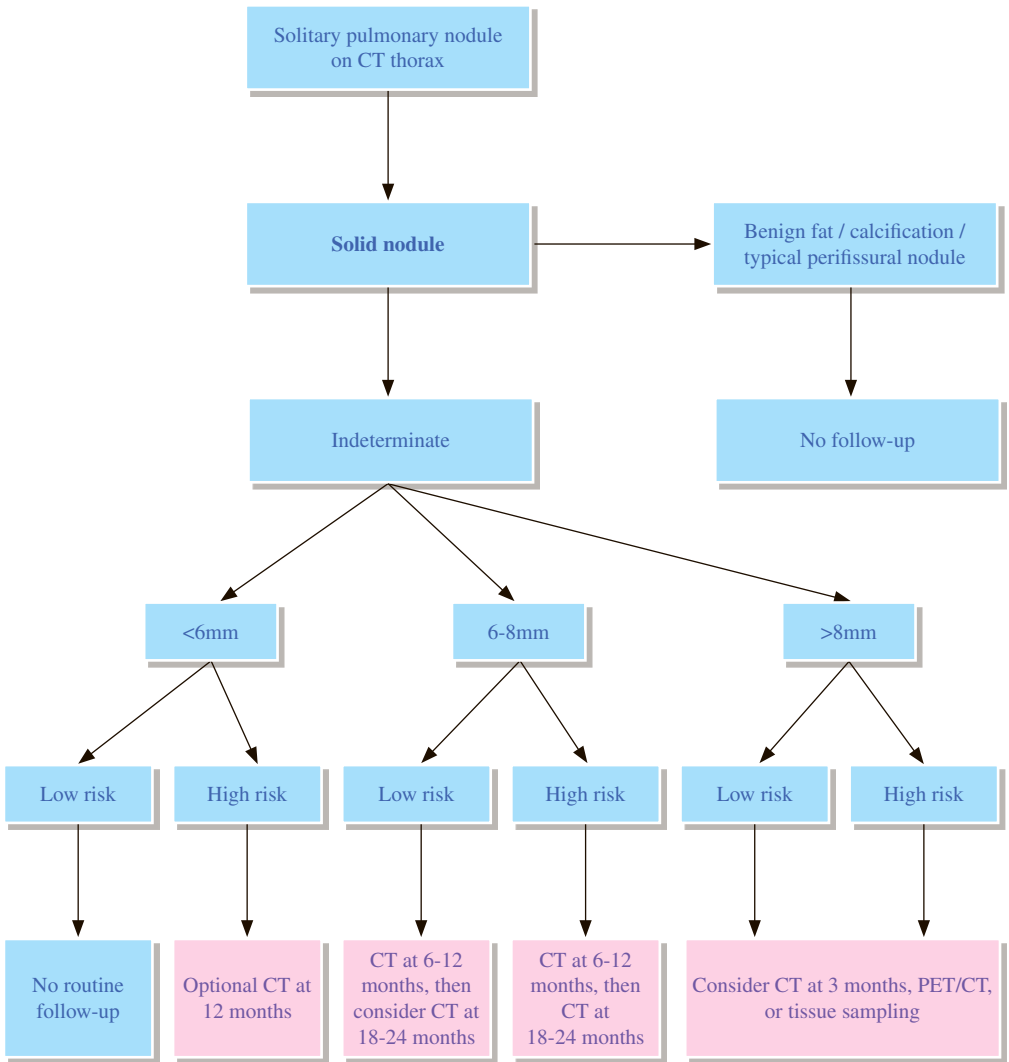 Solitary pulmonary nodule
on CT thorax
Solid nodule
Benign fat / calcification /
typical perifissural nodule
Indeterminate
No follow-up
<6mm
6-8mm
>8mm
Low risk
High risk
Low risk
High risk
Low risk
High risk
No routine
follow-up
Optional CT at
12 months
CT at 6-12
months, then
consider CT at
18-24 months
CT at 6-12
months, then
CT at
18-24 months
Consider CT at 3 months, PET/CT,
or tissue sampling